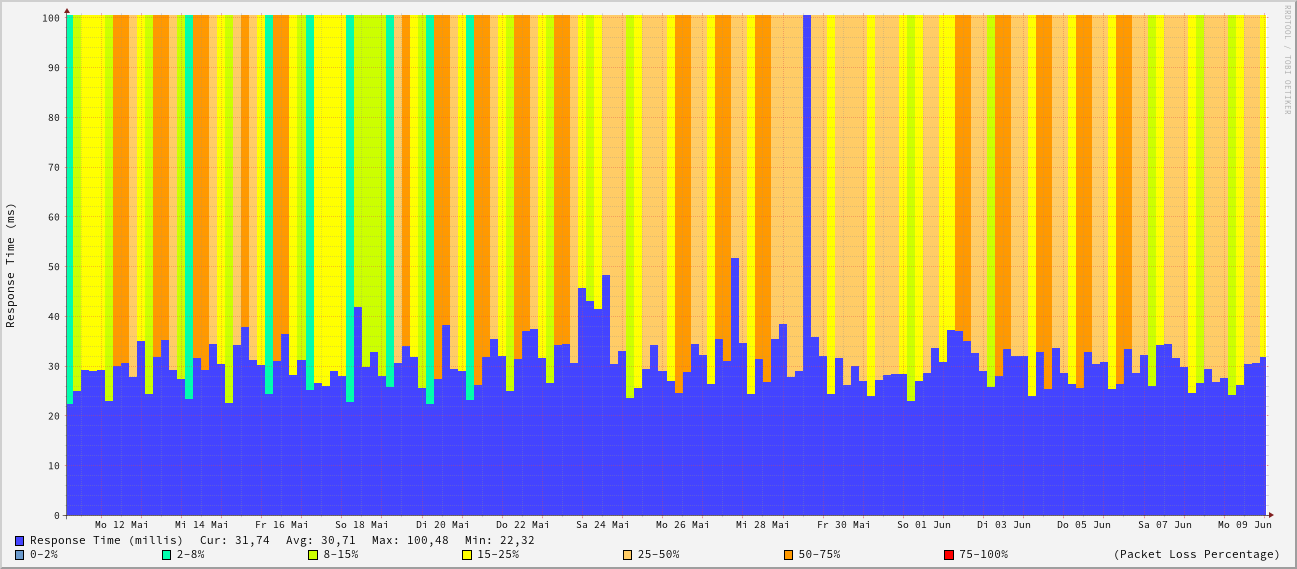 RRDTOOL / TOBI OETIKER
Response Time (ms)
100
90
80
70
60
50
40
30
20
10
0
Mo 12 Mai Mi 14 Mai Fr 16 Mai So 18 Mai Di 20 Mai Do 22 Mai Sa 24 Mai Mo 26 Mai Mi 28 Mai Fr 30 Mai So 01 Jun Di 03 Jun Do 05 Jun Sa 07 Jun Mo 09 Jun
Response Time (millis) Cur: 31,74 Avg: 30,71 Max: 100,48 Min: 22,32
0-2% 2-8% 8-15% 15-25% 25-50% 50-75% 75-100% (Packet Loss Percentage)